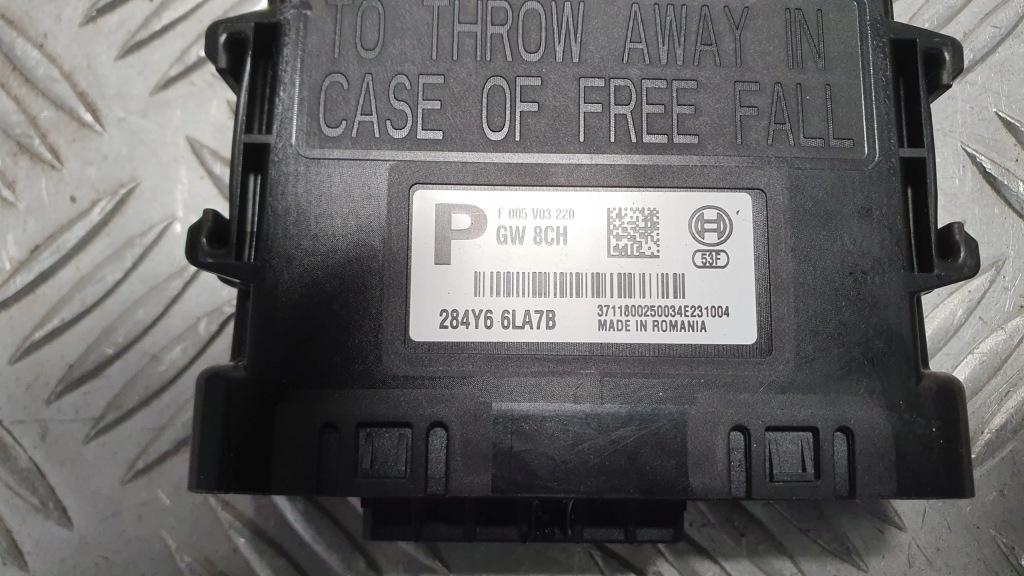 TO THROW AWAY IN
CASE OF FREE FALL
P
F 005 V03 220
GW 8CH
53F
284Y6 6LA7B
3711800250034E231004
MADE IN ROMANIA